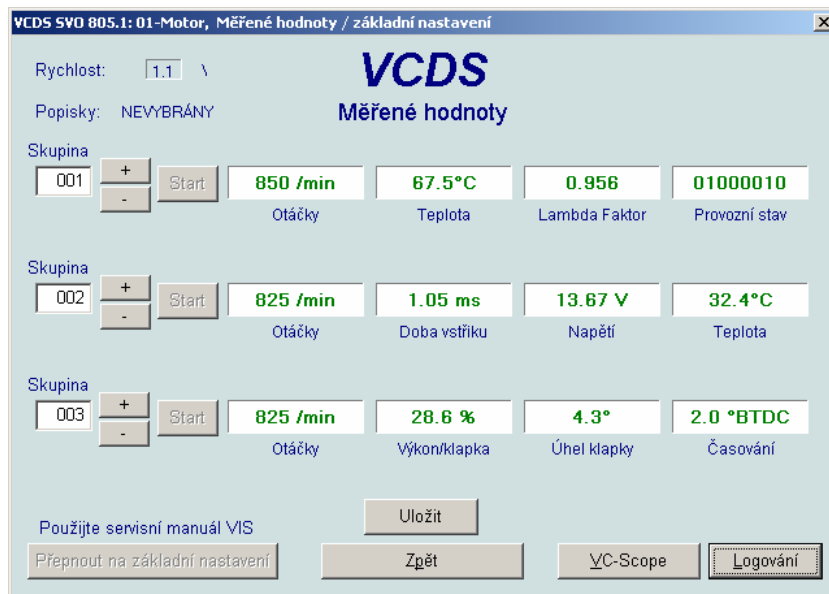 VCDS SVO 805.1: 01-Motor, Měřené hodnoty / základní nastavení
Rychlost: 1.1 \
VCDS
Popisky: NEVYBRÁNY
Měřené hodnoty
Skupina
001 + - Start 850 /min 67.5°C 0.956 01000010
Otáčky Teplota Lambda Faktor Provozní stav
Skupina
002 + - Start 825 /min 1.05 ms 13.67 V 32.4°C
Otáčky Doba vstřiku Napětí Teplota
Skupina
003 + - Start 825 /min 28.6 % 4.3° 2.0 °BTDC
Otáčky Výkon/klapka Úhel klapky Časování
Použijte servisní manuál VIS
Uložit
Přepnout na základní nastavení Zpět VC-Scope Logování